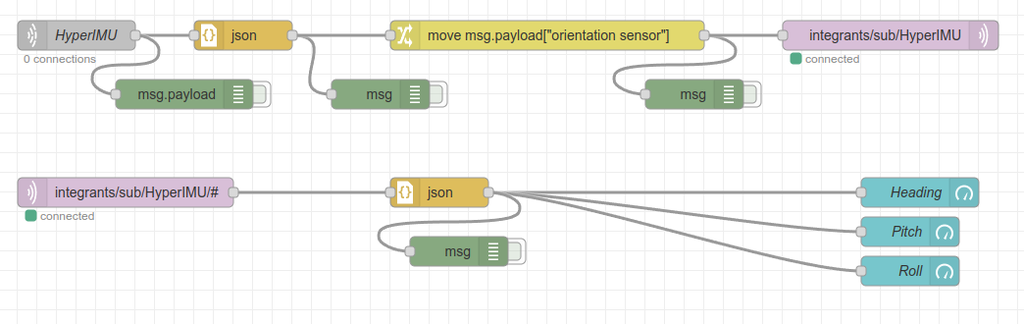 HyperIMU
json
move msg.payload["orientation sensor"]
integrants/sub/HyperIMU
0 connections
connected
msg.payload
msg
msg
integrants/sub/HyperIMU/#
json
Heading
connected
Pitch
msg
Roll